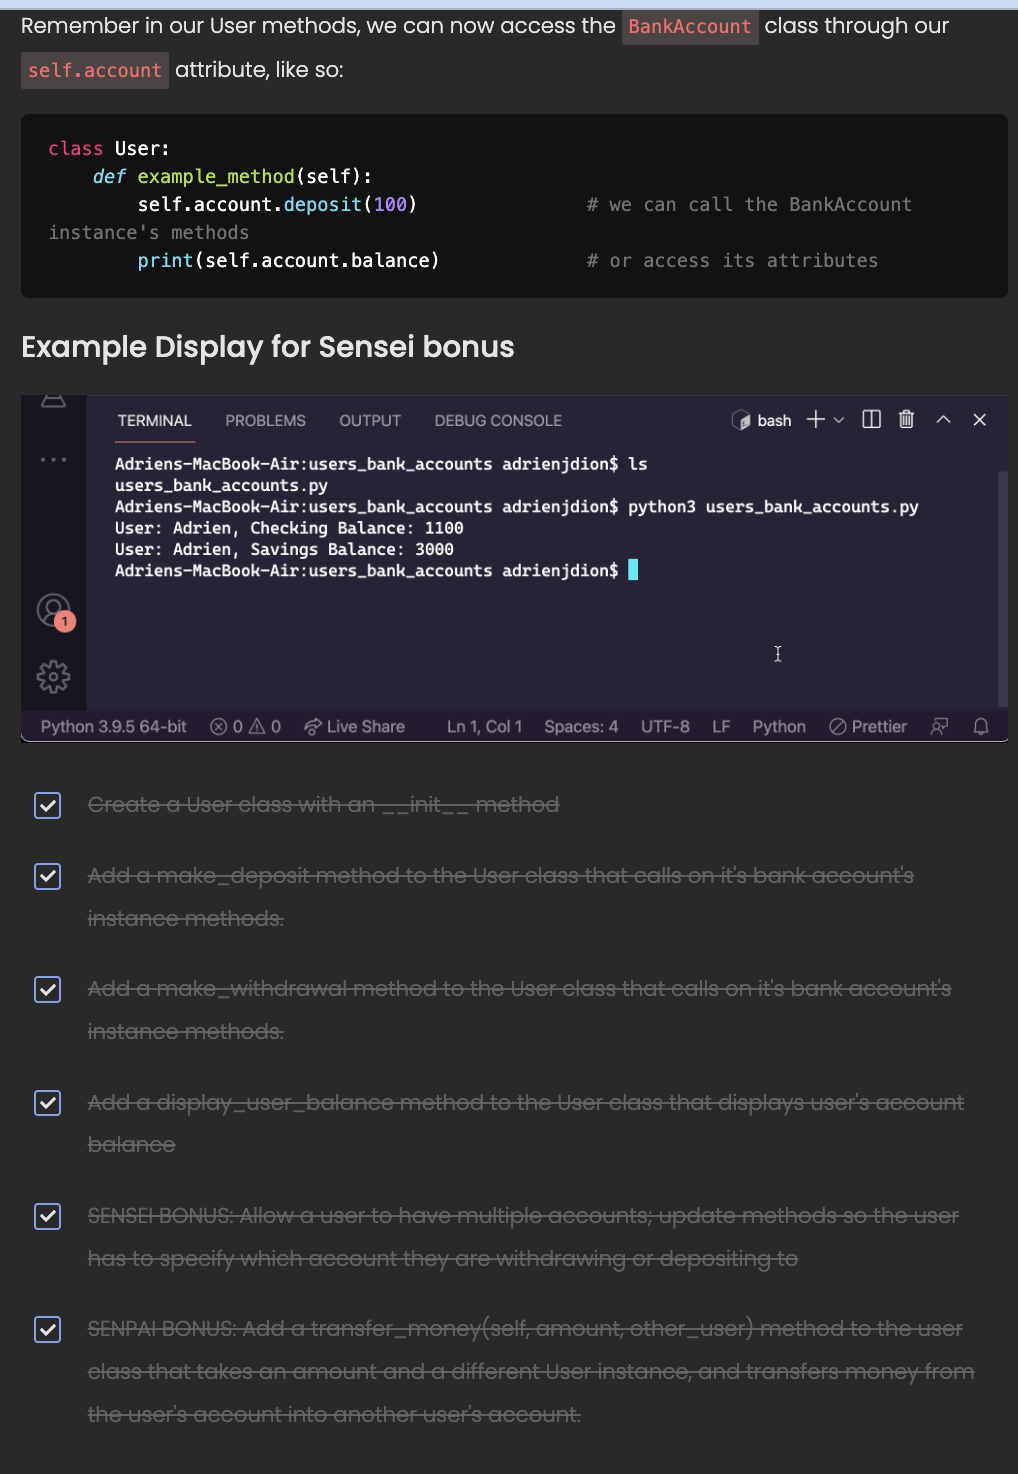 Remember in our User methods, we can now access the BankAccount class through our
self.account attribute, like so:
class User:
def example_method(self):
self.account.deposit(100) # we can call the BankAccount
instance's methods
print(self.account.balance) # or access its attributes
Example Display for Sensei bonus
TERMINAL PROBLEMS OUTPUT DEBUG CONSOLE bash
Adriens-MacBook-Air:users_bank_accounts adrienjdion$ ls
users_bank_accounts.py
Adriens-MacBook-Air:users_bank_accounts adrienjdion$ python3 users_bank_accounts.py
User: Adrien, Checking Balance: 1100
User: Adrien, Savings Balance: 3000
Adriens-MacBook-Air:users_bank_accounts adrienjdion$
1
Python 3.9.5 64-bit 0 0 Live Share Ln 1, Col 1 Spaces: 4 UTF-8 LF Python Prettier
Create a User class with an __init__ method
Add a make_deposit method to the User class that calls on it's bank account's
instance methods.
Add a make_withdrawal method to the User class that calls on it's bank account's
instance methods.
Add a display_user_balance method to the User class that displays user's account
balance
SENSEI BONUS: Allow a user to have multiple accounts; update methods so the user
has to specify which account they are withdrawing or depositing to
SENPAI BONUS: Add a transfer_money(self, amount, other_user) method to the user
class that takes an amount and a different User instance, and transfers money from
the user's account into another user's account.